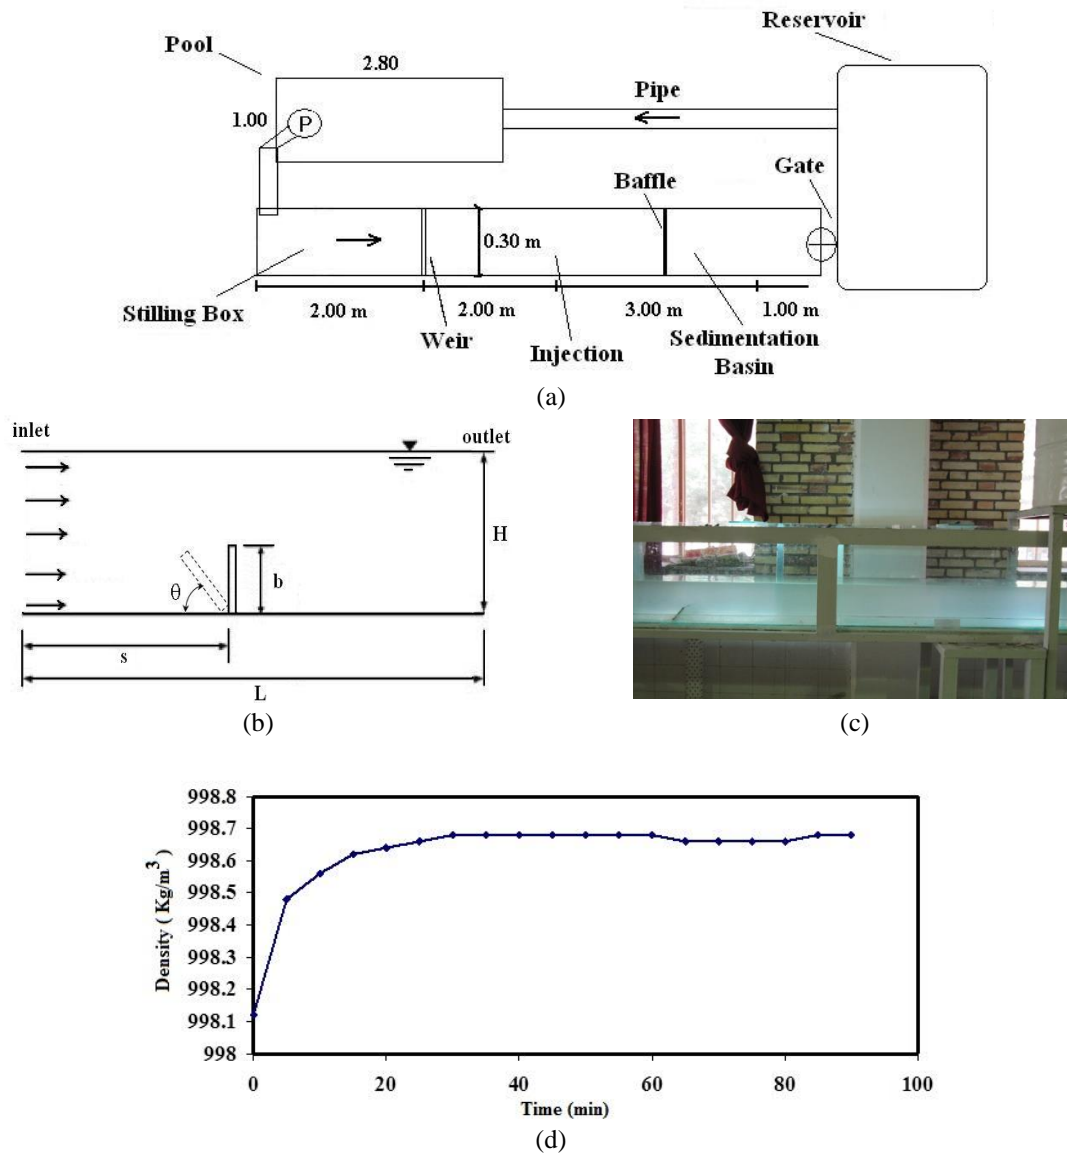 Reservoir
Pool
2.80
Pipe
1.00
P
Gate
Baffle
0.30 m
Stilling Box
2.00 m
2.00 m
3.00 m
1.00 m
Weir
Injection
Sedimentation
Basin
(a)
inlet
outlet
H
θ
b
s
L
(b)
(c)
998.8
998.7
998.6
998.5
998.4
998.3
998.2
998.1
998
Density ( Kg/m³ )
0
20
40
60
80
100
Time (min)
(d)